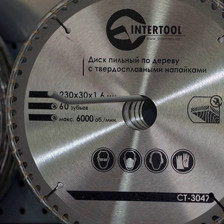 INTERTOOL
Диск пильный по дереву
с твердосплавными напайками
230x30x1.
60 зубьев
макс. 6000 об/мин
CT-3047